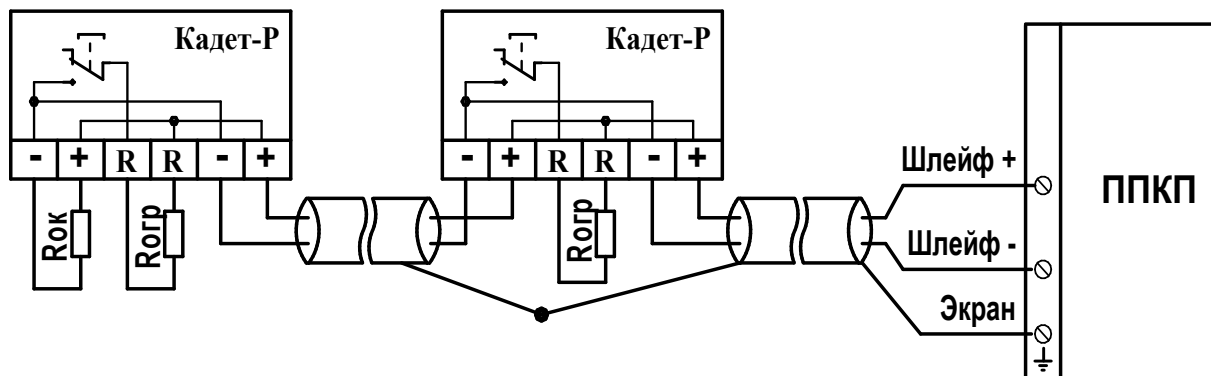 Кадет-Р
- + R R - +
Rок
Rогр
Кадет-Р
- + R R - +
Rогр
Шлейф +
Шлейф -
Экран
ППКП